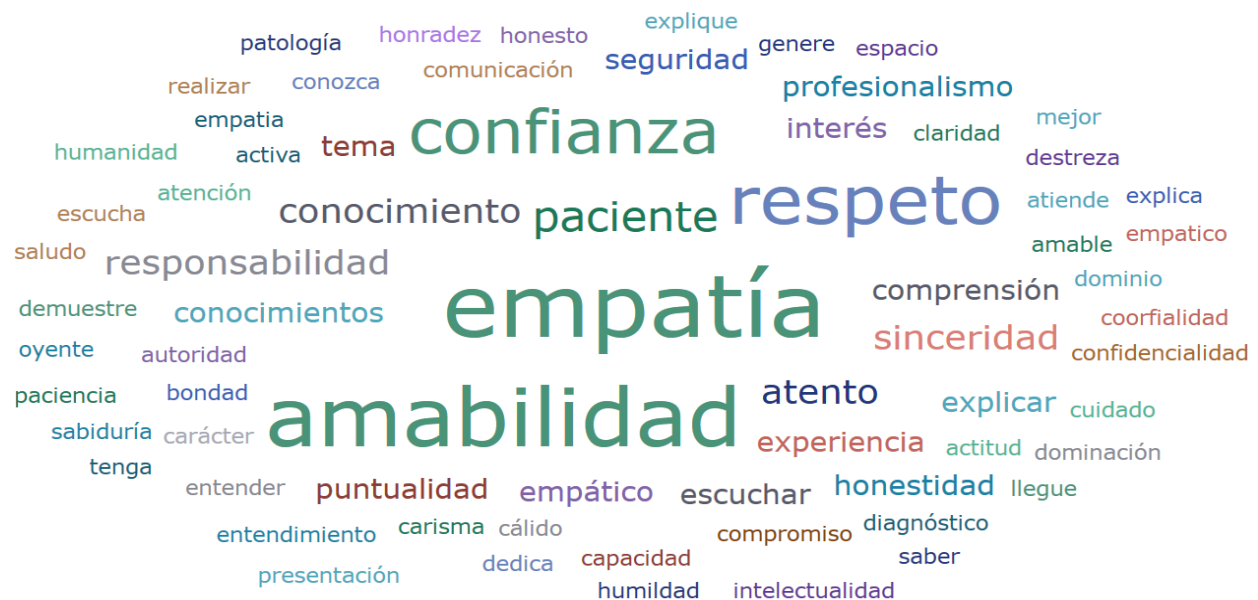 explique
patología honradez honesto seguridad genere espacio
realizar conozca comunicación profesionalismo
empatia activa tema confianza interés claridad mejor
humanidad destreza
atención conocimiento paciente respeto atiende explica
escucha amable empatico
saludo responsabilidad empatía comprensión dominio
demuestre conocimientos sinceridad coorfialidad
oyente autoridad confidencialidad
paciencia bondad amabilidad atento explicar cuidado
sabiduría carácter experiencia actitud dominación
tenga
entender puntualidad empático escuchar honestidad llegue
entendimiento carisma cálido compromiso diagnóstico
presentación dedica capacidad saber
humildad intelectualidad